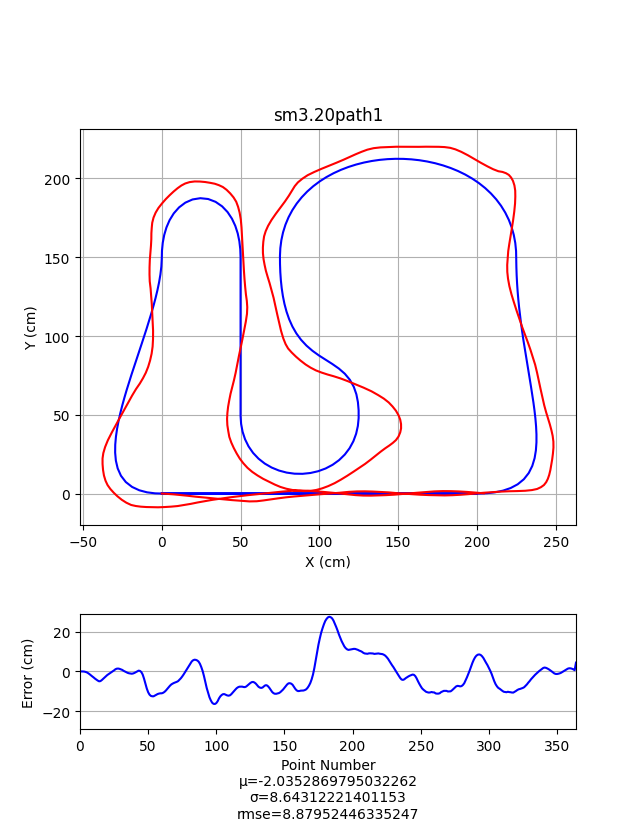 sm3.20path1
200
150
100
50
0
Y (cm)
−50 0 50 100 150 200 250
X (cm)
20
0
−20
Error (cm)
0 50 100 150 200 250 300 350
Point Number
μ=-2.0352869795032262
σ=8.64312221401153
rmse=8.87952446335247